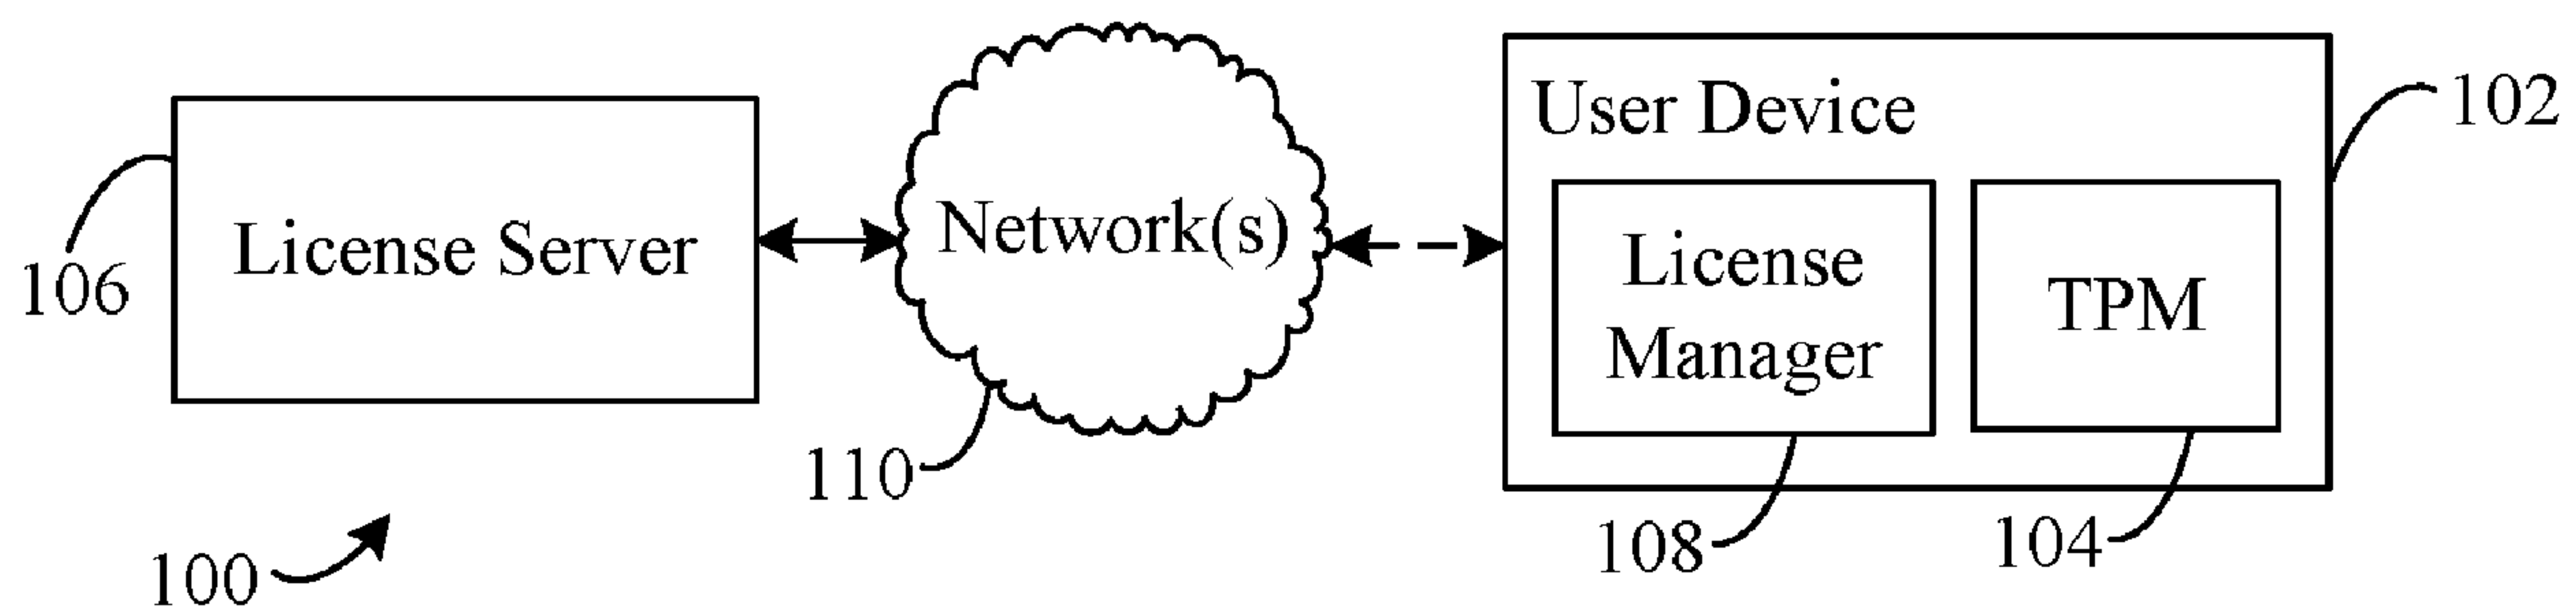 User Device
102
License Server
Network(s)
License
Manager
TPM
106
110
108
104
100